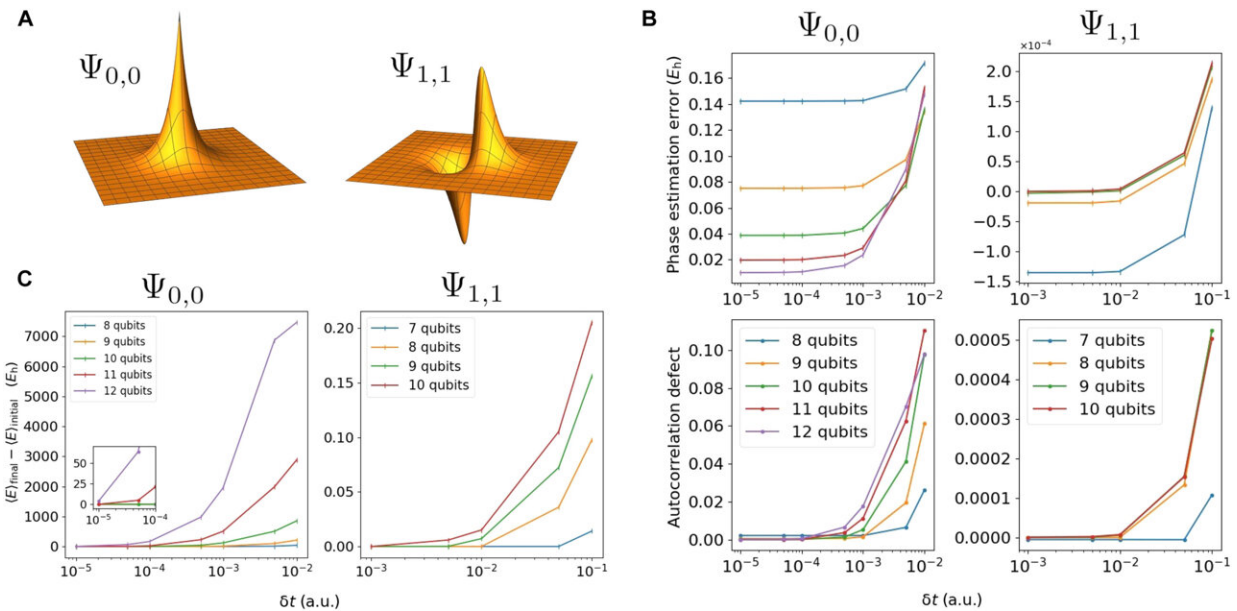 A
Ψ0,0
Ψ1,1
B
Ψ0,0
Ψ1,1
Phase estimation error (Eh)
0.16
0.14
0.12
0.10
0.08
0.06
0.04
0.02
10⁻⁵
10⁻⁴
10⁻³
10⁻²
×10⁻⁴
2.0
1.5
1.0
0.5
0.0
−0.5
−1.0
−1.5
10⁻³
10⁻²
10⁻¹
Autocorrelation defect
0.10
0.08
0.06
0.04
0.02
0.00
8 qubits
9 qubits
10 qubits
11 qubits
12 qubits
10⁻⁵
10⁻⁴
10⁻³
10⁻²
0.0005
0.0004
0.0003
0.0002
0.0001
0.0000
7 qubits
8 qubits
9 qubits
10 qubits
10⁻³
10⁻²
10⁻¹
δt (a.u.)
C
Ψ0,0
Ψ1,1
⟨E⟩final − ⟨E⟩initial (Eh)
7000
6000
5000
4000
3000
2000
1000
0
8 qubits
9 qubits
10 qubits
11 qubits
12 qubits
50
25
0
10⁻⁵
10⁻⁴
10⁻⁵
10⁻⁴
10⁻³
10⁻²
0.20
0.15
0.10
0.05
0.00
7 qubits
8 qubits
9 qubits
10 qubits
10⁻³
10⁻²
10⁻¹
δt (a.u.)